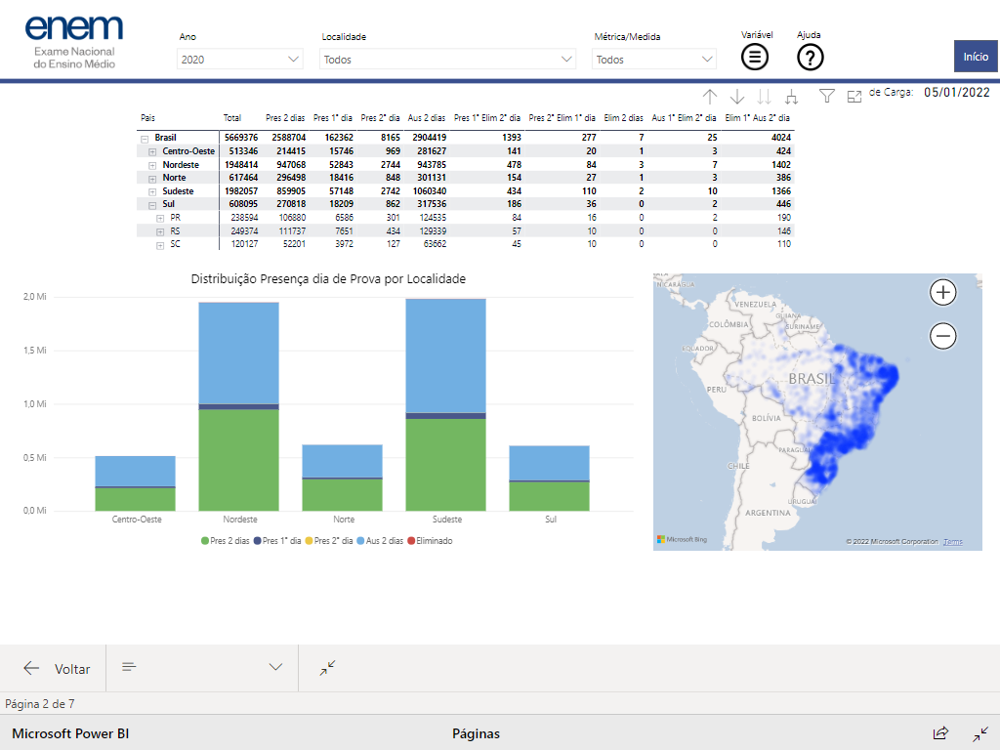 enem
Exame Nacional
do Ensino Médio
Ano
2020
Localidade
Todos
Métrica/Medida
Todos
Variável
Ajuda
?
Início
de Carga: 05/01/2022
País Total Pres 2 dias Pres 1° dia Pres 2° dia Aus 2 dias Pres 1° Elim 2° dia Pres 2° Elim 1° dia Elim 2 dias Aus 1° Elim 2° dia Elim 1° Aus 2° dia
Brasil 5669376 2588704 162362 8165 2904419 1393 277 7 25 4024
Centro-Oeste 513346 214415 15746 969 281627 141 20 1 3 424
Nordeste 1948414 947068 52843 2744 943785 478 84 3 7 1402
Norte 617464 296498 18416 848 301131 154 27 1 3 386
Sudeste 1982057 859905 57148 2742 1060340 434 110 2 10 1366
Sul 608095 270818 18209 862 317536 186 36 0 2 446
PR 238594 106880 6586 301 124535 84 16 0 2 190
RS 249374 111737 7651 434 129339 57 10 0 0 146
SC 120127 52201 3972 127 63662 45 10 0 0 110
Distribuição Presença dia de Prova por Localidade
2,0 Mi
1,5 Mi
1,0 Mi
0,5 Mi
0,0 Mi
Centro-Oeste Nordeste Norte Sudeste Sul
Pres 2 dias Pres 1° dia Pres 2° dia Aus 2 dias Eliminado
NICARÁGUA
VENEZUELA
GUIANA
COLÔMBIA
SURINAME
EQUADOR
BRASIL
PERU
BOLÍVIA
PARAGUAI
CHILE
URUGUAI
ARGENTINA
Microsoft Bing
© 2022 Microsoft Corporation Terms
Voltar
Página 2 de 7
Microsoft Power BI
Páginas